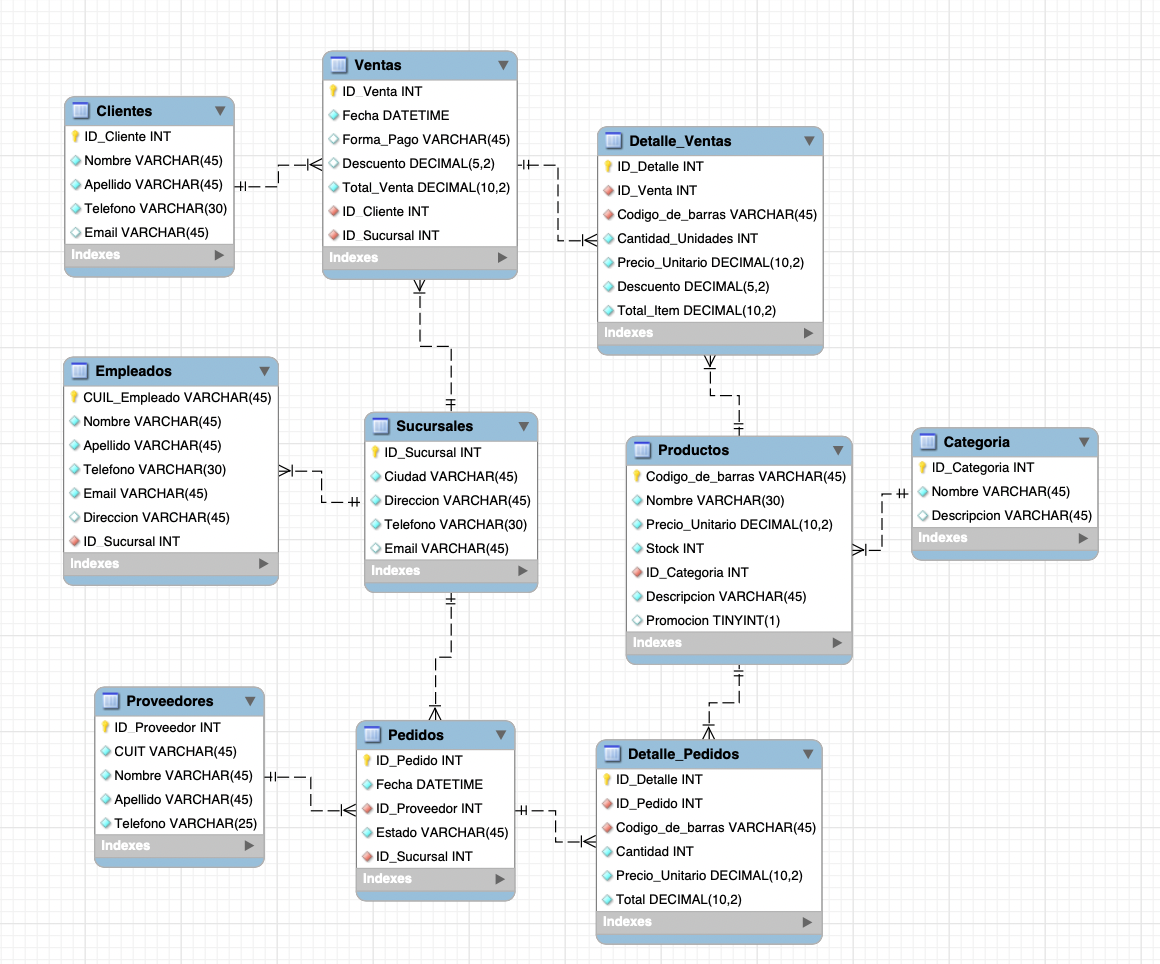 Clientes
ID_Cliente INT
Nombre VARCHAR(45)
Apellido VARCHAR(45)
Telefono VARCHAR(30)
Email VARCHAR(45)
Indexes
Ventas
ID_Venta INT
Fecha DATETIME
Forma_Pago VARCHAR(45)
Descuento DECIMAL(5,2)
Total_Venta DECIMAL(10,2)
ID_Cliente INT
ID_Sucursal INT
Indexes
Detalle_Ventas
ID_Detalle INT
ID_Venta INT
Codigo_de_barras VARCHAR(45)
Cantidad_Unidades INT
Precio_Unitario DECIMAL(10,2)
Descuento DECIMAL(5,2)
Total_Item DECIMAL(10,2)
Indexes
Empleados
CUIL_Empleado VARCHAR(45)
Nombre VARCHAR(45)
Apellido VARCHAR(45)
Telefono VARCHAR(30)
Email VARCHAR(45)
Direccion VARCHAR(45)
ID_Sucursal INT
Indexes
Sucursales
ID_Sucursal INT
Ciudad VARCHAR(45)
Direccion VARCHAR(45)
Telefono VARCHAR(30)
Email VARCHAR(45)
Indexes
Productos
Codigo_de_barras VARCHAR(45)
Nombre VARCHAR(30)
Precio_Unitario DECIMAL(10,2)
Stock INT
ID_Categoria INT
Descripcion VARCHAR(45)
Promocion TINYINT(1)
Indexes
Categoria
ID_Categoria INT
Nombre VARCHAR(45)
Descripcion VARCHAR(45)
Indexes
Proveedores
ID_Proveedor INT
CUIT VARCHAR(45)
Nombre VARCHAR(45)
Apellido VARCHAR(45)
Telefono VARCHAR(25)
Indexes
Pedidos
ID_Pedido INT
Fecha DATETIME
ID_Proveedor INT
Estado VARCHAR(45)
ID_Sucursal INT
Indexes
Detalle_Pedidos
ID_Detalle INT
ID_Pedido INT
Codigo_de_barras VARCHAR(45)
Cantidad INT
Precio_Unitario DECIMAL(10,2)
Total DECIMAL(10,2)
Indexes